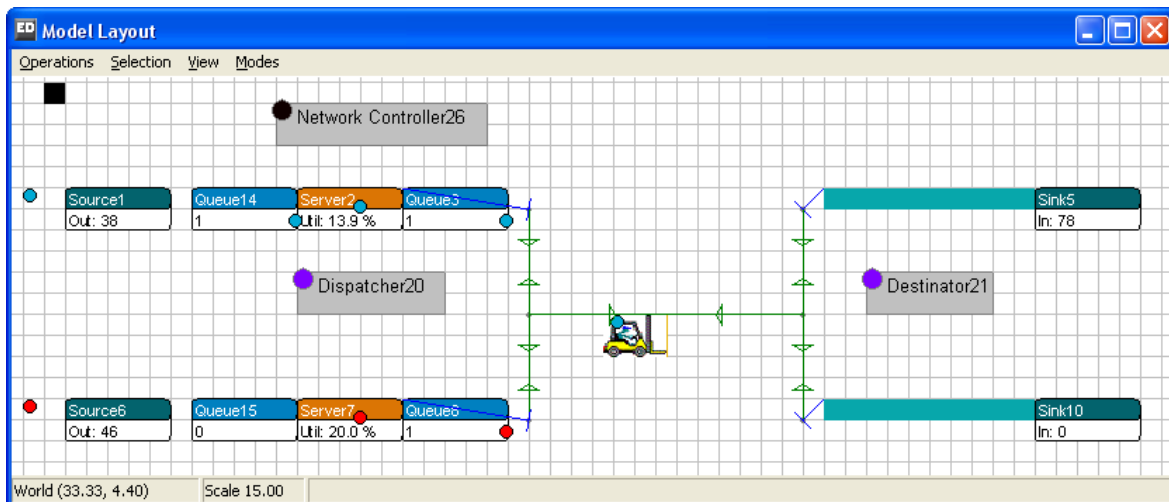 ED Model Layout
Operations Selection View Modes
Network Controller26
Source1 Queue14 Server2 Queue3 Sink5
Out: 38 1 Util: 13.9 % 1 In: 78
Dispatcher20 Destinator21
Source6 Queue15 Server7 Queue8 Sink10
Out: 46 0 Util: 20.0 % 1 In: 0
World (33.33, 4.40) Scale 15.00